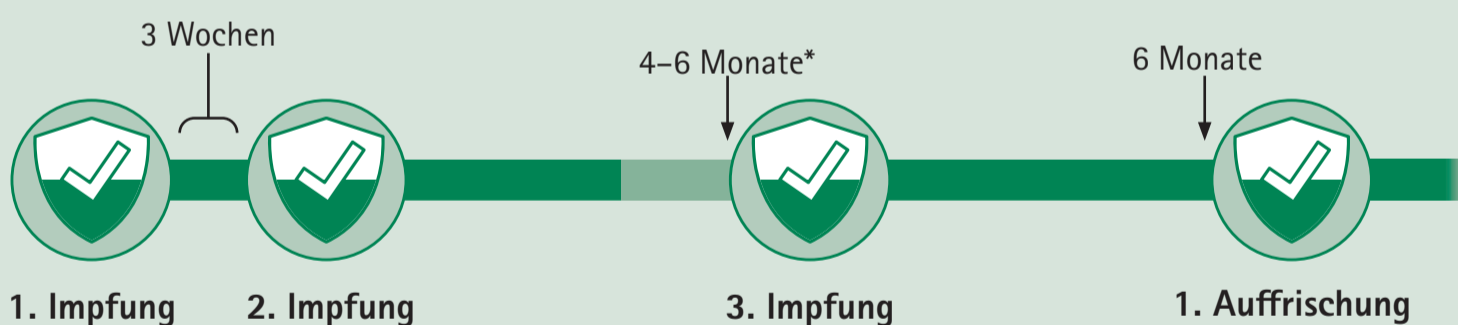 3 Wochen
4–6 Monate*
6 Monate
1. Impfung
2. Impfung
3. Impfung
1. Auffrischung